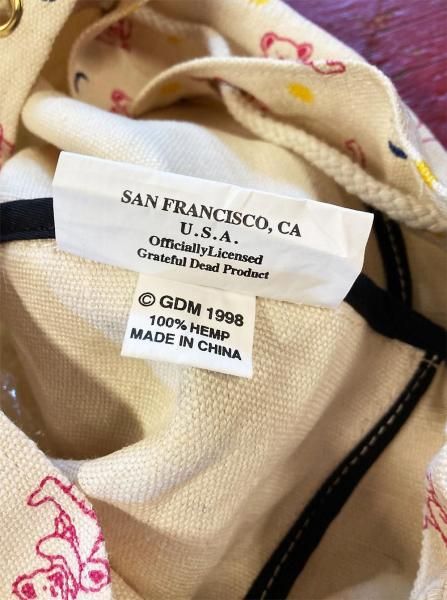 SAN FRANCISCO, CA
U.S.A.
OfficiallyLicensed
Grateful Dead Product
© GDM 1998
100% HEMP
MADE IN CHINA